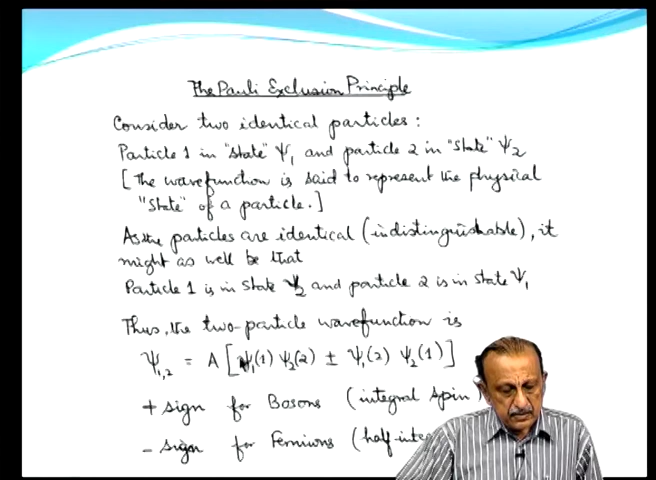 The Pauli Exclusion Principle
Consider two identical particles:
Particle 1 in "state" Ψ₁ and particle 2 in "state" Ψ₂
[The wavefunction is said to represent the physical
"state" of a particle.]
As the particles are identical (indistinguishable), it
might as well be that
Particle 1 is in state Ψ₂ and particle 2 is in state Ψ₁
Thus, the two-particle wavefunction is
Ψ₁,₂ = A [Ψ₁(1) Ψ₂(2) ± Ψ₁(2) Ψ₂(1)]
+ sign for Bosons (integral spin)
- sign for Fermions (half-inte